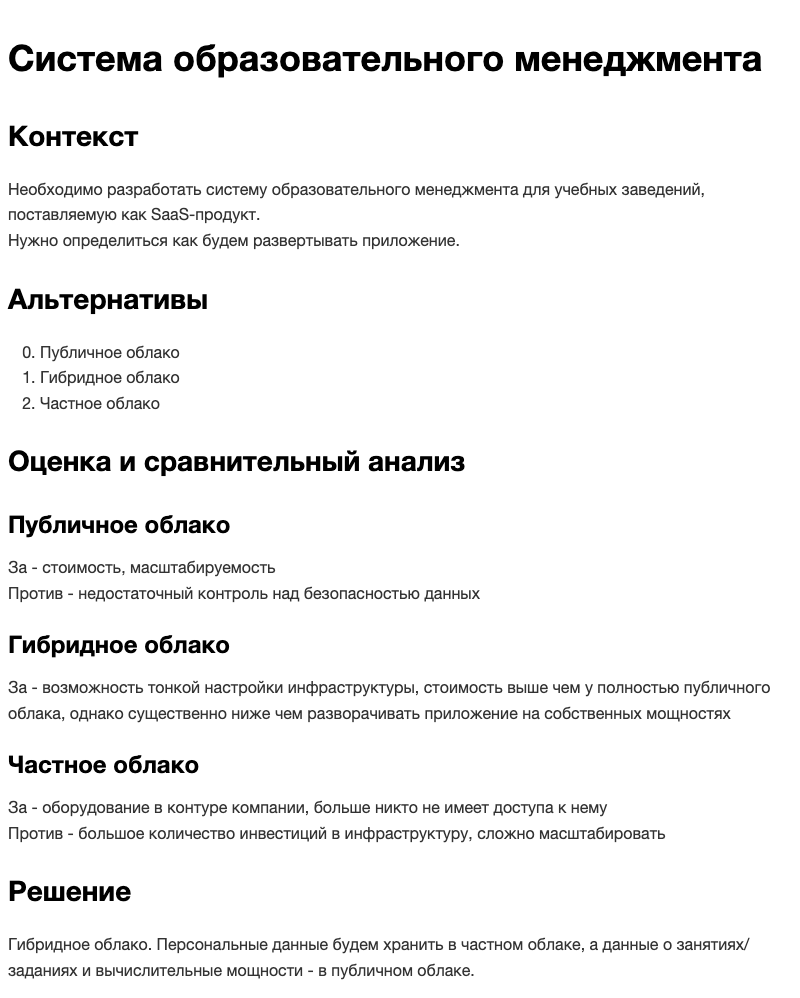 Система образовательного менеджмента
Контекст
Необходимо разработать систему образовательного менеджмента для учебных заведений,
поставляемую как SaaS-продукт.
Нужно определиться как будем развертывать приложение.
Альтернативы
0. Публичное облако
1. Гибридное облако
2. Частное облако
Оценка и сравнительный анализ
Публичное облако
За - стоимость, масштабируемость
Против - недостаточный контроль над безопасностью данных
Гибридное облако
За - возможность тонкой настройки инфраструктуры, стоимость выше чем у полностью публичного
облака, однако существенно ниже чем разворачивать приложение на собственных мощностях
Частное облако
За - оборудование в контуре компании, больше никто не имеет доступа к нему
Против - большое количество инвестиций в инфраструктуру, сложно масштабировать
Решение
Гибридное облако. Персональные данные будем хранить в частном облаке, а данные о занятиях/
заданиях и вычислительные мощности - в публичном облаке.